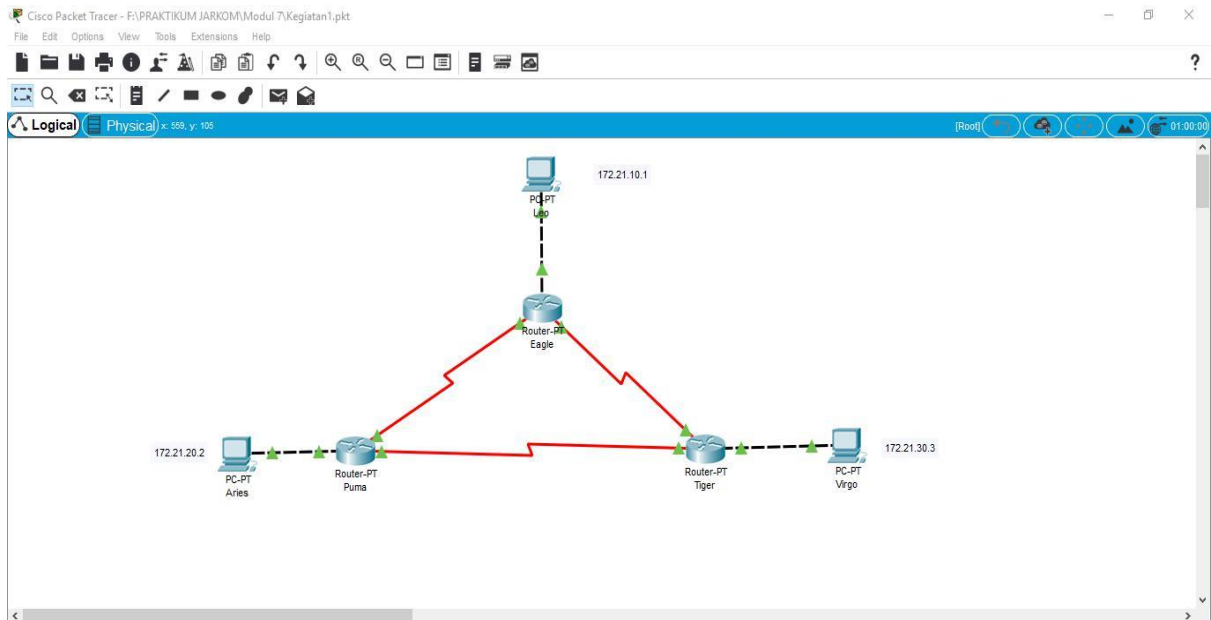 Cisco Packet Tracer - F:\PRAKTIKUM JARKOM\Modul 7\Kegiatan1.pkt
File Edit Options View Tools Extensions Help
?
Logical Physical x: 559, y: 105 [Root] 01:00:00
172.21.10.1
PC-PT
Leo
Router-PT
Eagle
172.21.20.2
PC-PT
Aries
Router-PT
Puma
Router-PT
Tiger
PC-PT
Virgo
172.21.30.3